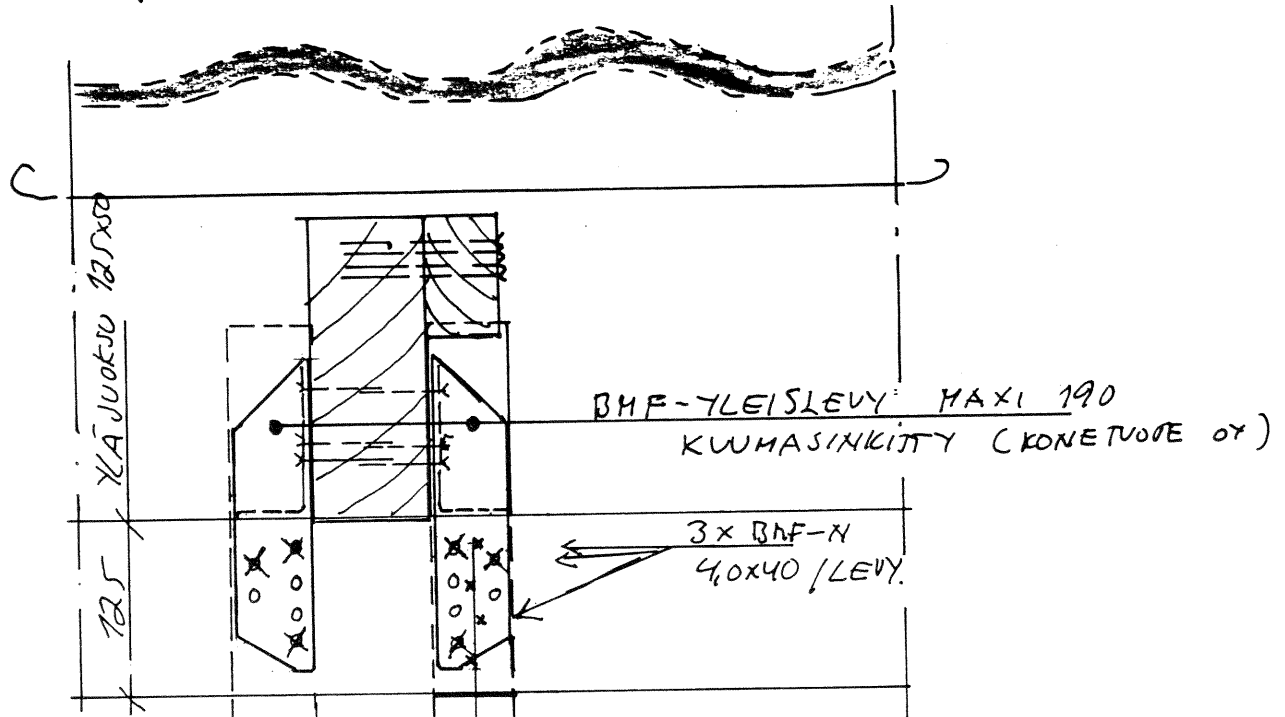 YLÄJUOKSU 125x50
BMF-YLEISLEVY MAXI 190
KUUMASINKITTY (KONETUOTE OY)
3 x BMF-N
4,0x40 /LEVY.
125